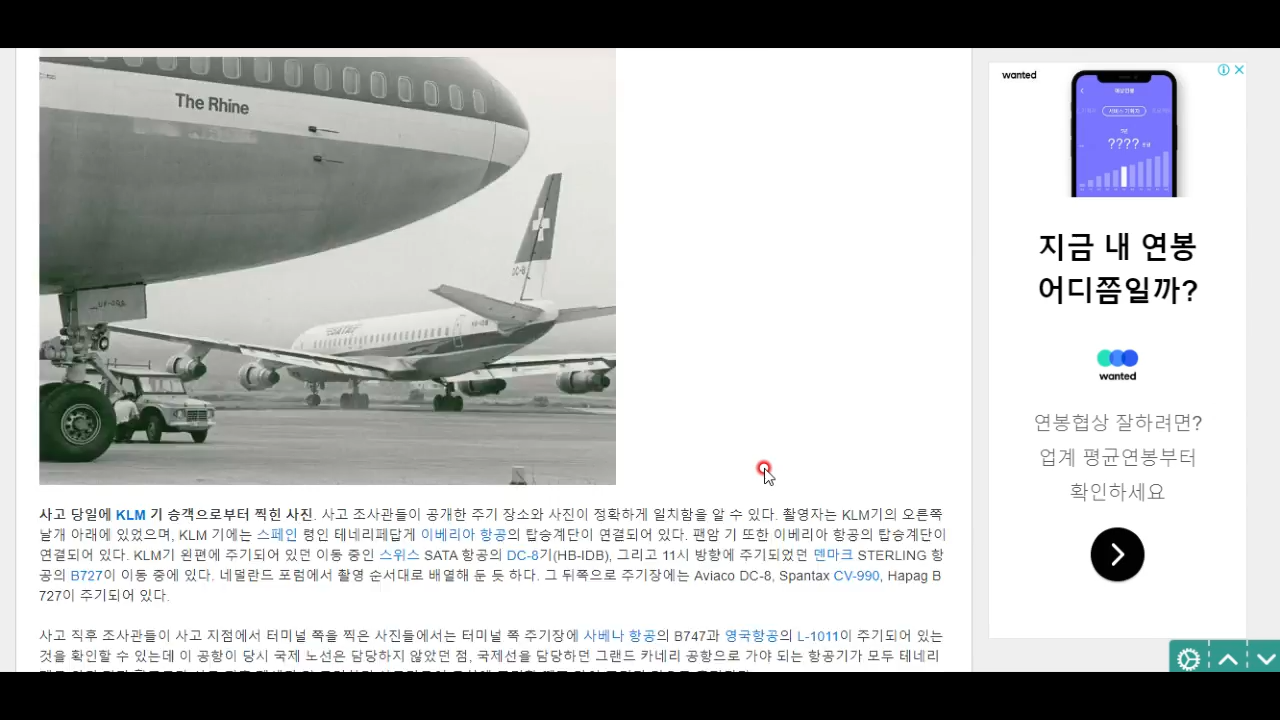 The Rhine
DC-8
SATA
사고 당일에 KLM 기 승객으로부터 찍힌 사진. 사고 조사관들이 공개한 주기 장소와 사진이 정확하게 일치함을 알 수 있다. 촬영자는 KLM기의 오른쪽
날개 아래에 있었으며, KLM 기에는 스페인 령인 테네리페답게 이베리아 항공의 탑승계단이 연결되어 있다. 팬암 기 또한 이베리아 항공의 탑승계단이
연결되어 있다. KLM기 왼편에 주기되어 있던 이동 중인 스위스 SATA 항공의 DC-8기(HB-IDB), 그리고 11시 방향에 주기되었던 덴마크 STERLING 항
공의 B727이 이동 중에 있다. 네덜란드 포럼에서 촬영 순서대로 배열해 둔 듯 하다. 그 뒤쪽으로 주기장에는 Aviaco DC-8, Spantax CV-990, Hapag B
727이 주기되어 있다.
사고 직후 조사관들이 사고 지점에서 터미널 쪽을 찍은 사진들에서는 터미널 쪽 주기장에 사베나 항공의 B747과 영국항공의 L-1011이 주기되어 있는
것을 확인할 수 있는데 이 공항이 당시 국제 노선은 담당하지 않았던 점, 국제선을 담당하던 그랜드 카네리 공항으로 가야 되는 항공기가 모두 테네리
wanted
????
지금 내 연봉
어디쯤일까?
wanted
연봉협상 잘하려면?
업계 평균연봉부터
확인하세요